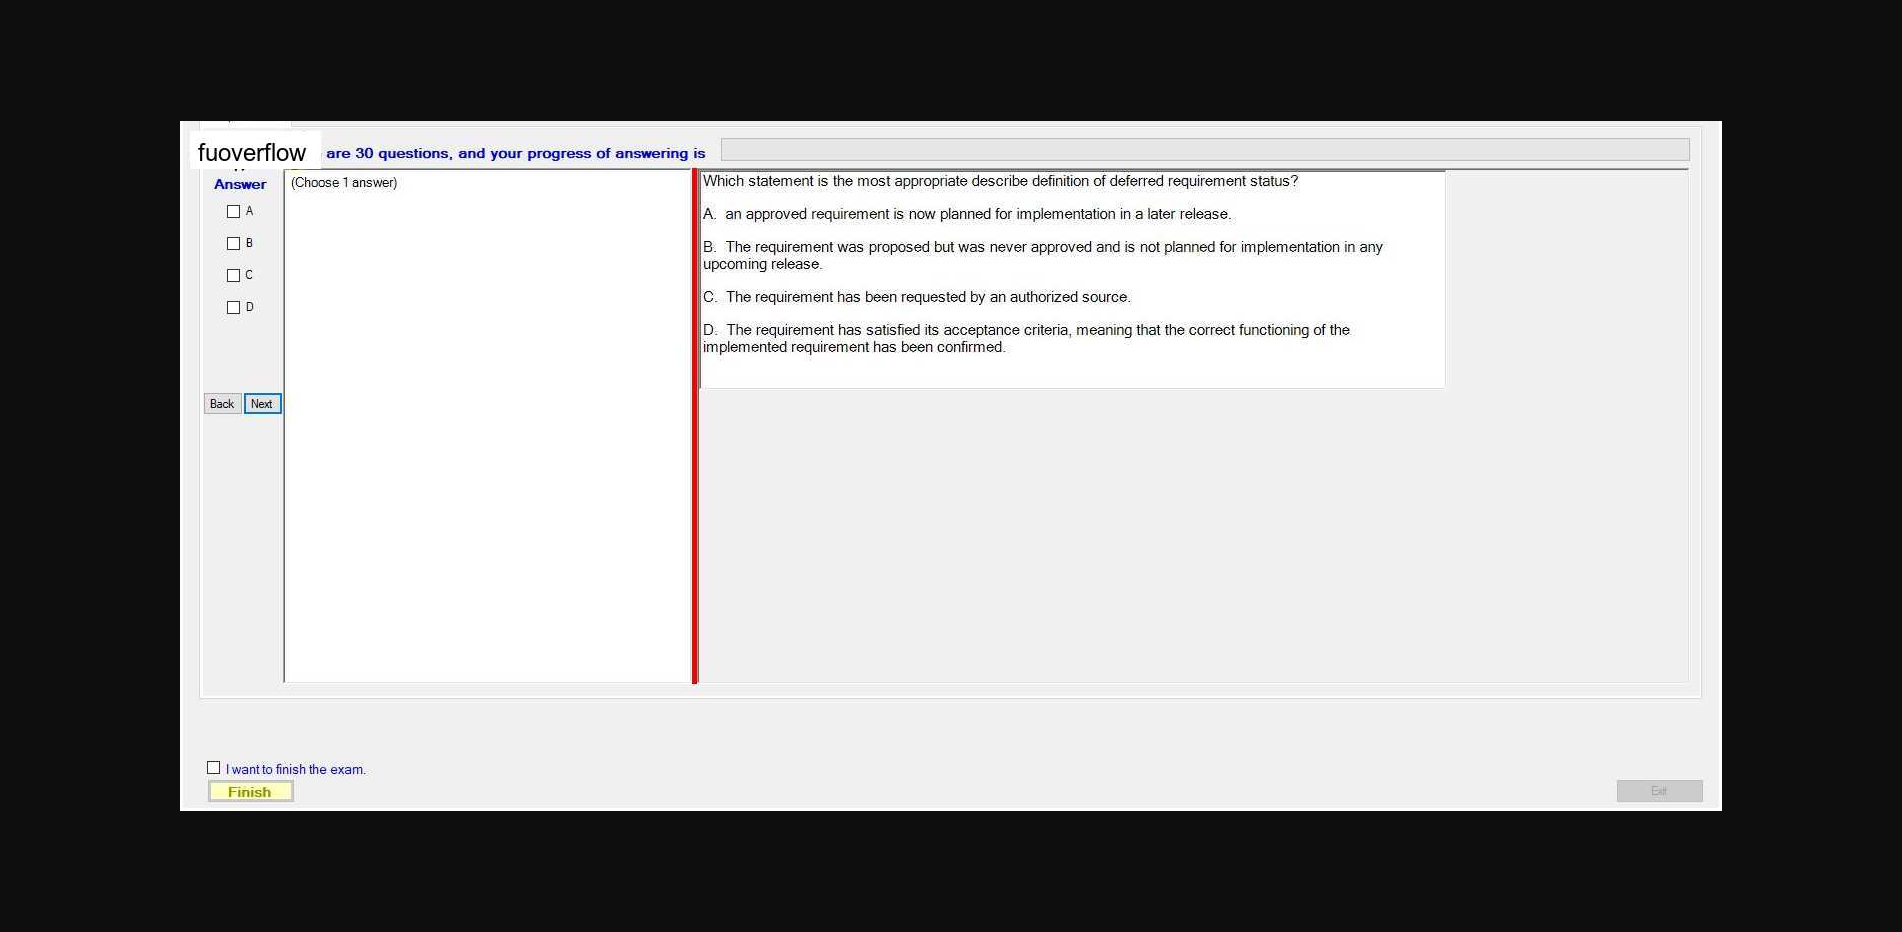 fuoverflow are 30 questions, and your progress of answering is
Answer
(Choose 1 answer)
A
B
C
D
Back Next
Which statement is the most appropriate describe definition of deferred requirement status?
A. an approved requirement is now planned for implementation in a later release.
B. The requirement was proposed but was never approved and is not planned for implementation in any
upcoming release.
C. The requirement has been requested by an authorized source.
D. The requirement has satisfied its acceptance criteria, meaning that the correct functioning of the
implemented requirement has been confirmed.
I want to finish the exam.
Finish
Exit